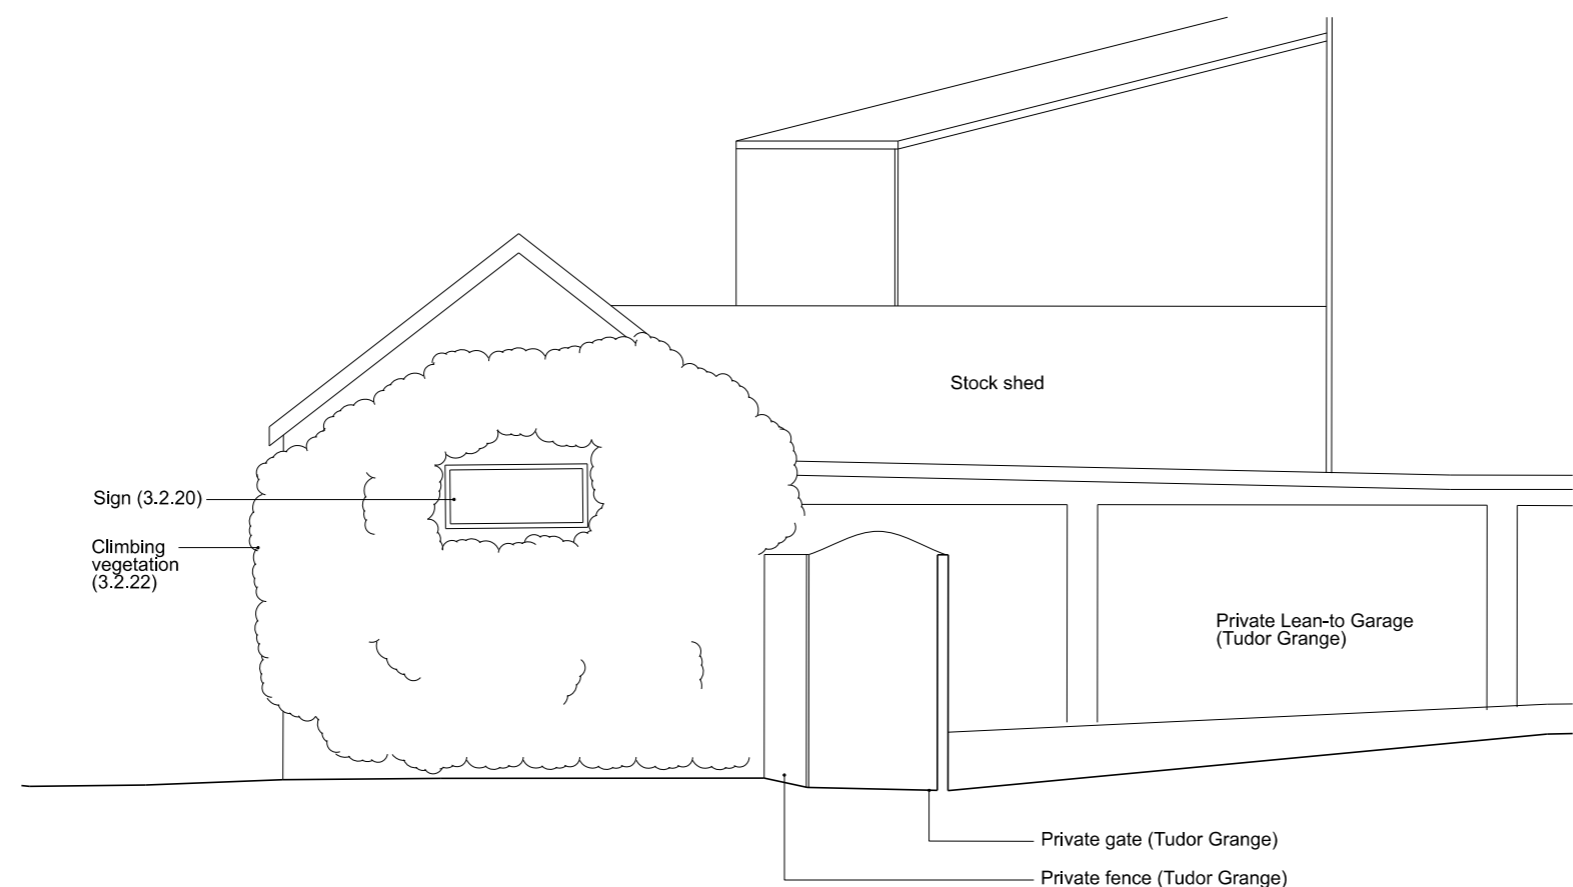 Stock shed
Sign (3.2.20)
Climbing
vegetation
(3.2.22)
Private Lean-to Garage
(Tudor Grange)
Private gate (Tudor Grange)
Private fence (Tudor Grange)